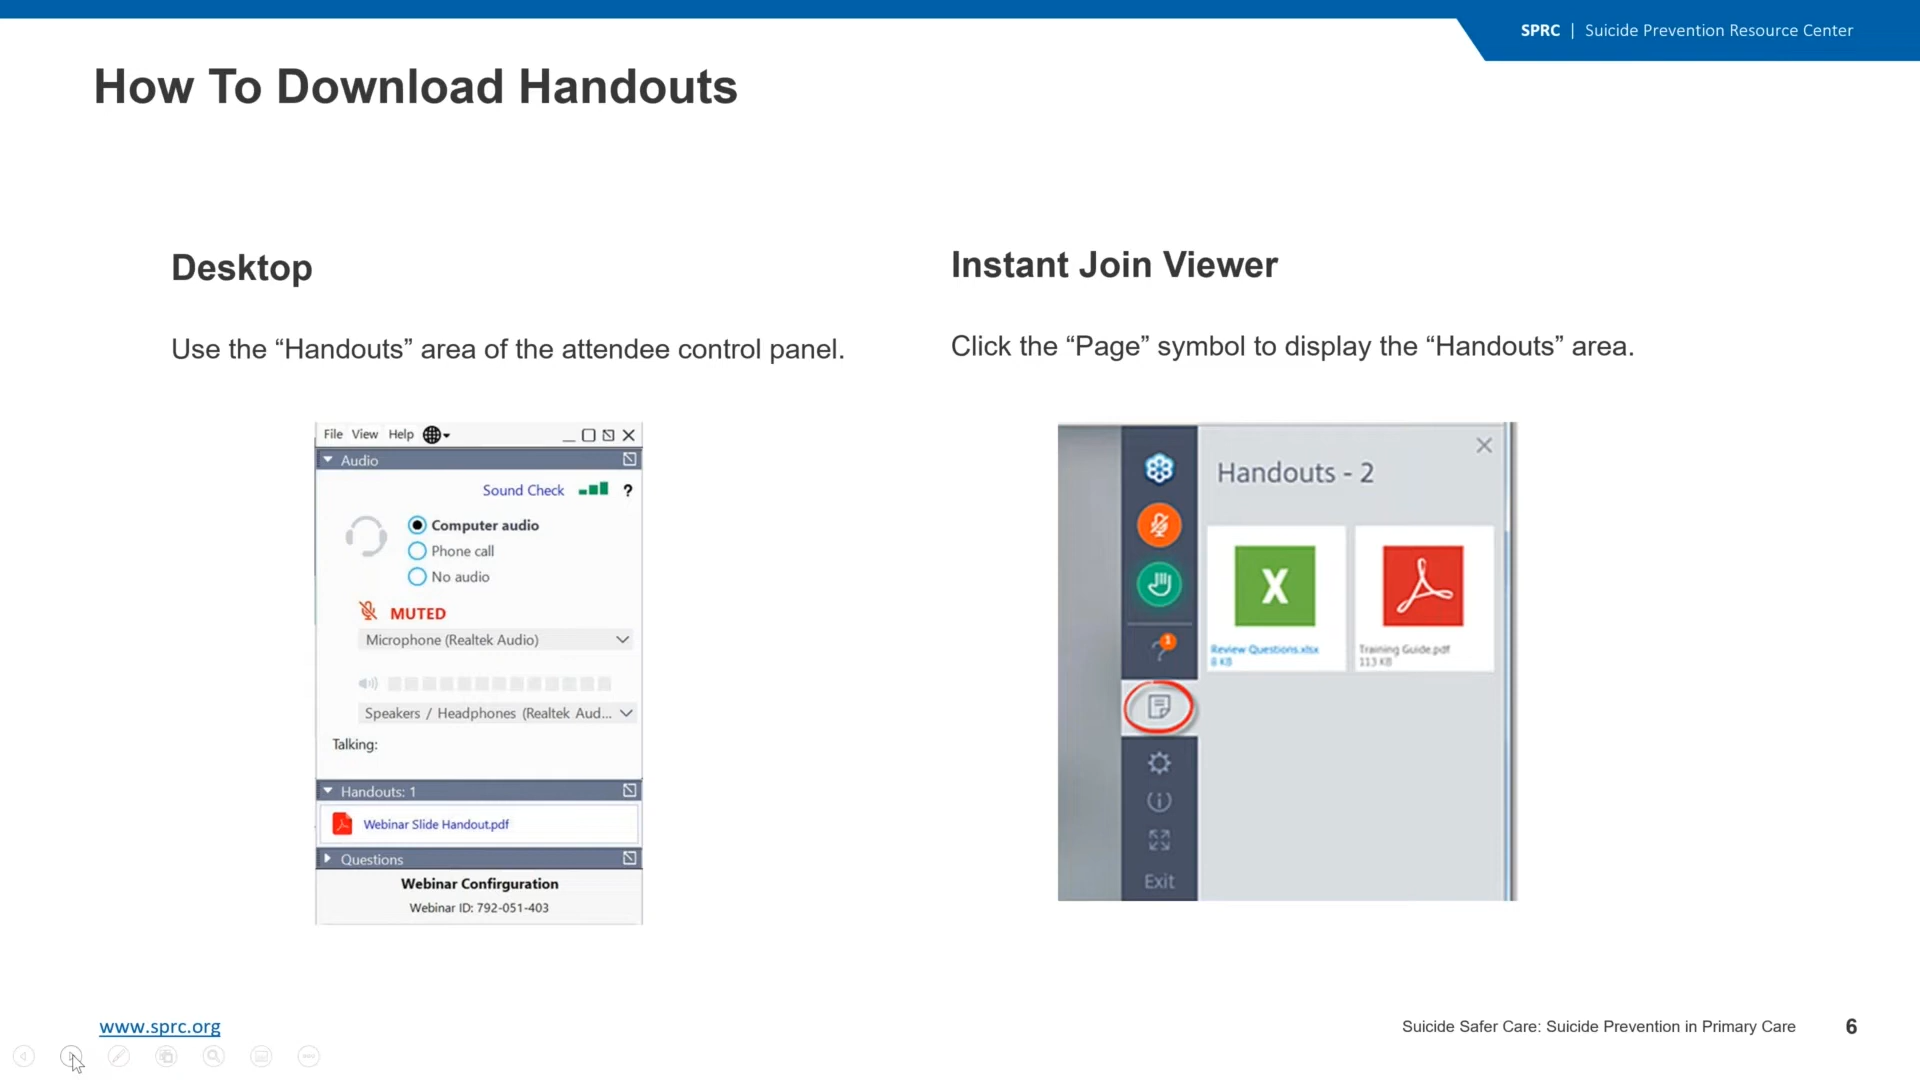 SPRC | Suicide Prevention Resource Center
How To Download Handouts
Desktop
Use the “Handouts” area of the attendee control panel.
File View Help
Audio
Sound Check ?
Computer audio
Phone call
No audio
MUTED
Microphone (Realtek Audio)
Speakers / Headphones (Realtek Aud...
Talking:
Handouts: 1
Webinar Slide Handout.pdf
Questions
Webinar Confirguration
Webinar ID: 792-051-403
Instant Join Viewer
Click the “Page” symbol to display the “Handouts” area.
Handouts - 2
X
Review Questions.xlsx
8 KB
Training Guide.pdf
113 KB
?
1
Exit
www.sprc.org
Suicide Safer Care: Suicide Prevention in Primary Care 6